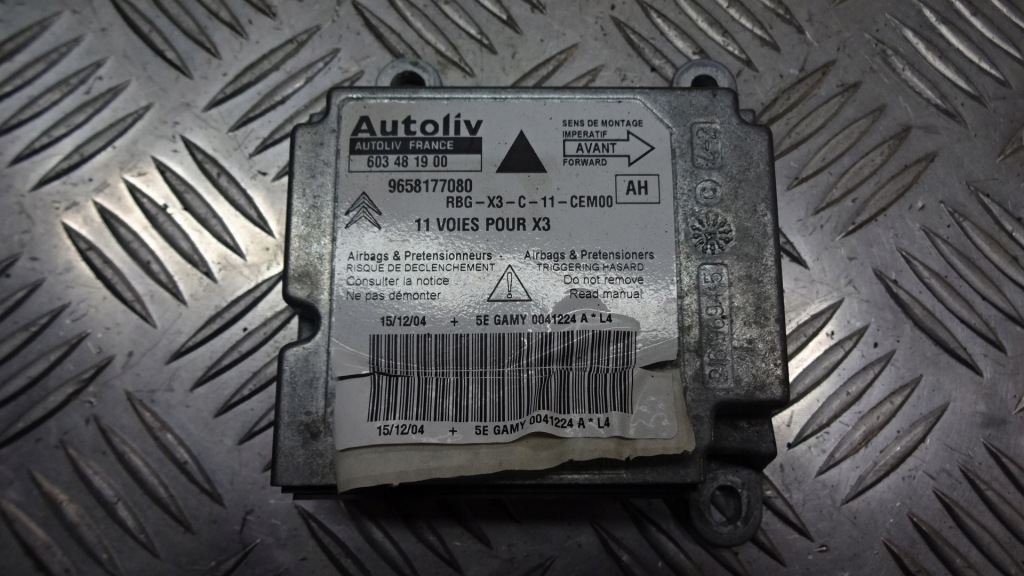 Autoliv
AUTOLIV FRANCE
603 48 19 00
SENS DE MONTAGE
IMPERATIF
AVANT
FORWARD
9658177080
RBG-X3-C-11-CEM00
AH
11 VOIES POUR X3
Airbags & Pretensionneurs
RISQUE DE DECLENCHEMENT
Consulter la notice
Ne pas démonter
Airbags & Pretensioners
TRIGGERING HASARD
Do not remove
Read manual
15/12/04 + 5E GAMY 0041224 A * L4
15/12/04 + 5E GAMY 0041224 A * L4